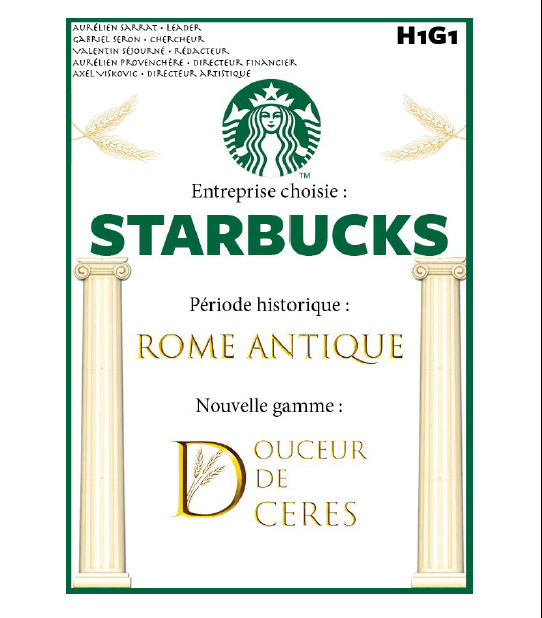 Aurélien Sarrat • Leader
Gabriel Seron • Chercheur
Valentin Séjourné • Rédacteur
Aurélien Provenchère • Directeur financier
Axel Viskovic • Directeur artistique
H1G1
TM
Entreprise choisie :
STARBUCKS
Période historique :
ROME ANTIQUE
Nouvelle gamme :
DOUCEUR
DE
CERES